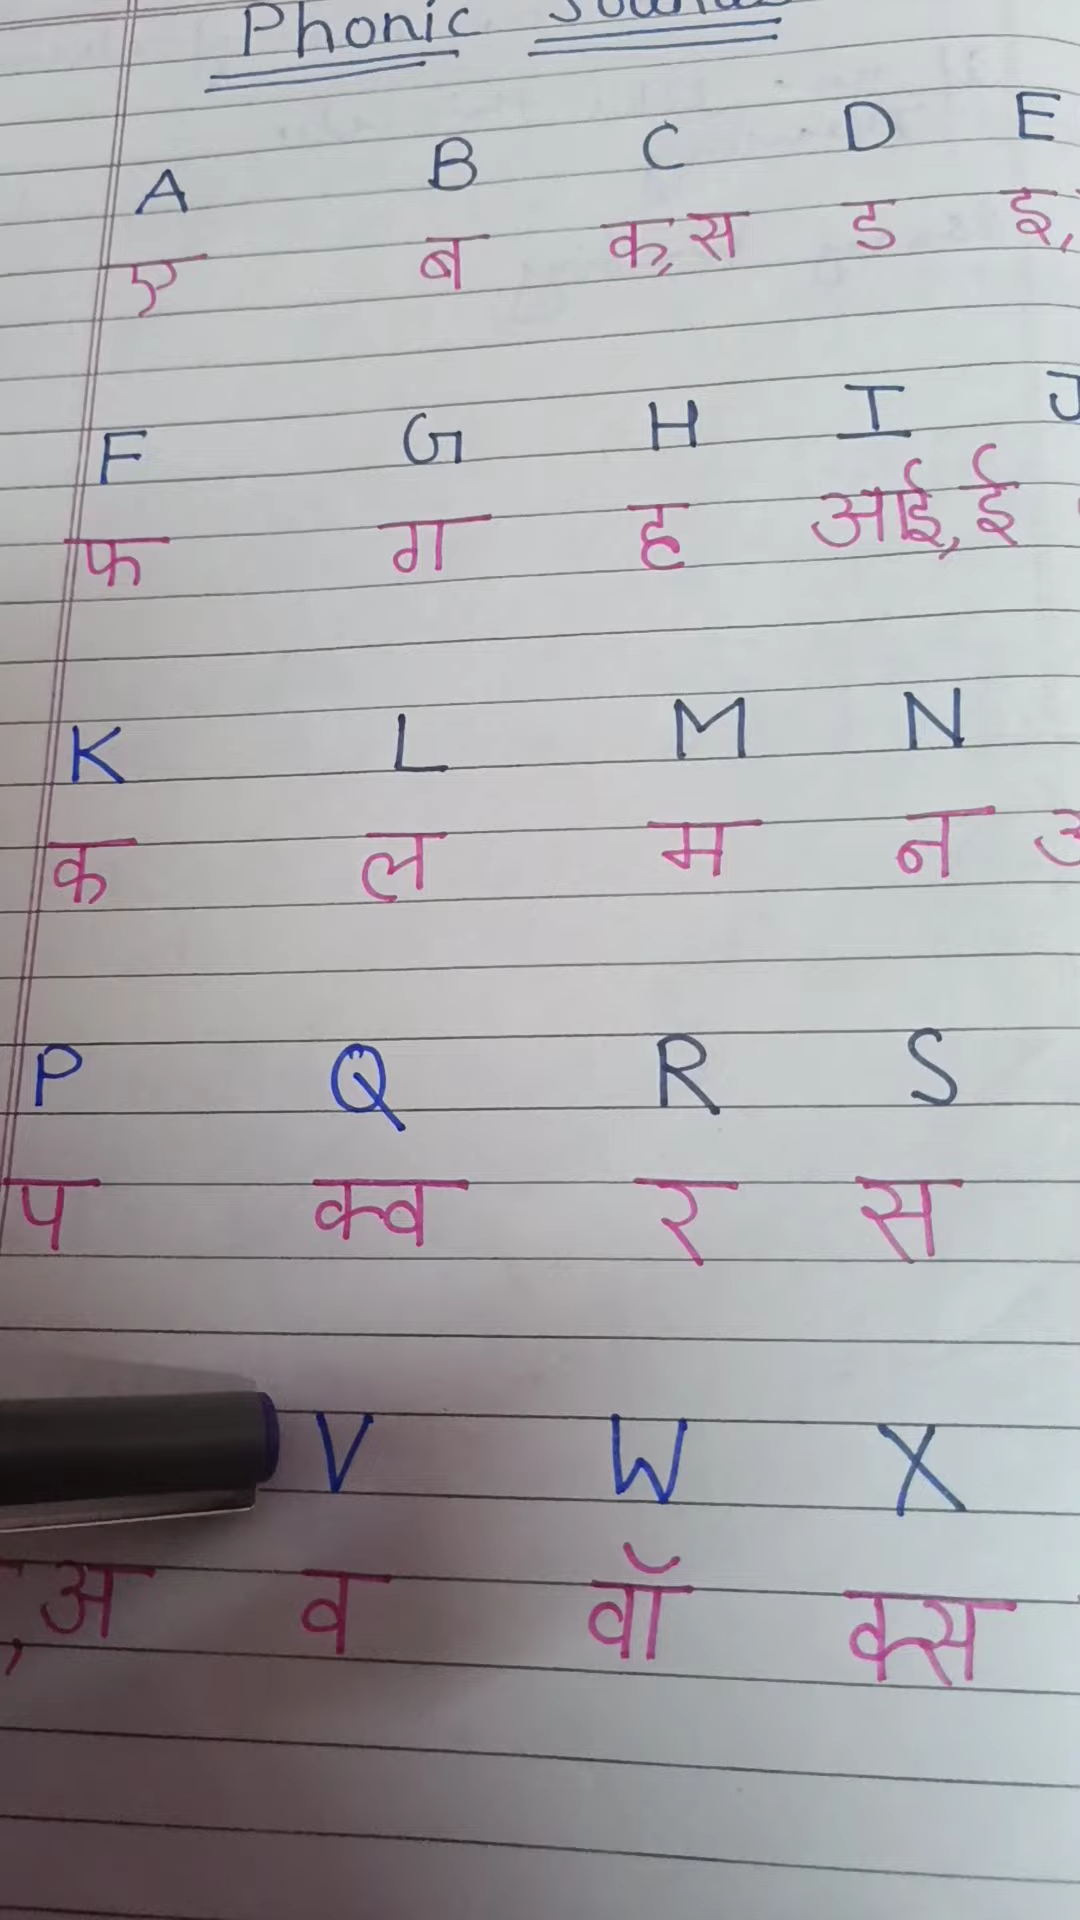 Phonic
A B C D E
ए ब क,स ड इ,
F G H I J
फ ग ह आई,ई
K L M N
क ल म न
P Q R S
प क्व र स
V W X
,अ व वॉ क्स